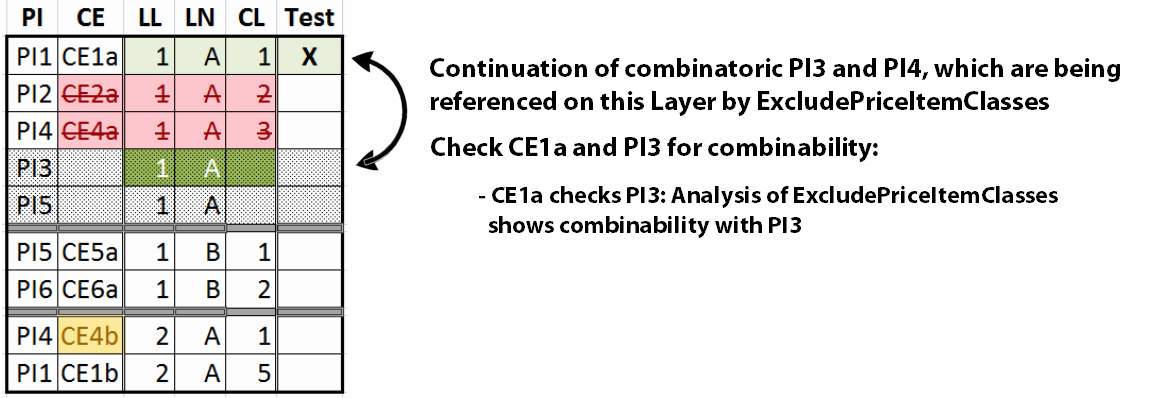 PI CE LL LN CL Test
PI1 CE1a 1 A 1 X
PI2 CE2a 1 A 2
PI4 CE4a 1 A 3
PI3 1 A
PI5 1 A
PI5 CE5a 1 B 1
PI6 CE6a 1 B 2
PI4 CE4b 2 A 1
PI1 CE1b 2 A 5
Continuation of combinatoric PI3 and PI4, which are being
referenced on this Layer by ExcludePriceItemClasses
Check CE1a and PI3 for combinability:
- CE1a checks PI3: Analysis of ExcludePriceItemClasses
shows combinability with PI3